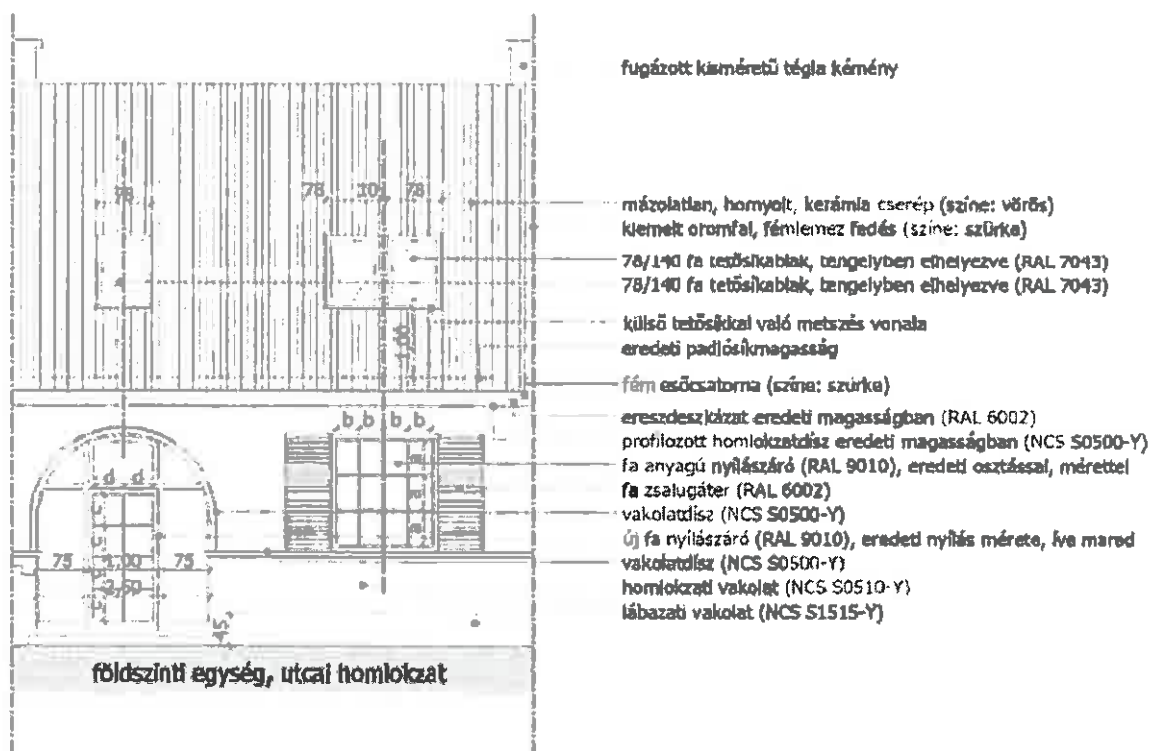 fugázott kisméretű tégla kémény
78
78 10 78
mázolatlan, hornyolt, kerámia cserép (színe: vörös)
kiemelt oromfal, fémlemez fedés (színe: szürke)
78/140 fa tetősíkablak, tengelyben elhelyezve (RAL 7043)
78/140 fa tetősíkablak, tengelyben elhelyezve (RAL 7043)
külső tetősíkkal való metszés vonala
eredeti padlósíkmagasság
1,00
fém esőcsatorna (színe: szürke)
ereszdeszkázat eredeti magasságban (RAL 6002)
b b b b
profilozott homlokzatdísz eredeti magasságban (NCS S0500-Y)
fa anyagú nyílászáró (RAL 9010), eredeti osztással, mérettel
d d
fa zsalugáter (RAL 6002)
vakolatdísz (NCS S0500-Y)
új fa nyílászáró (RAL 9010), eredeti nyílás mérete, íve marad
75 1,00 75
vakolatdísz (NCS S0500-Y)
2,50
homlokzati vakolat (NCS S0510-Y)
lábazati vakolat (NCS S1515-Y)
45
földszinti egység, utcai homlokzat